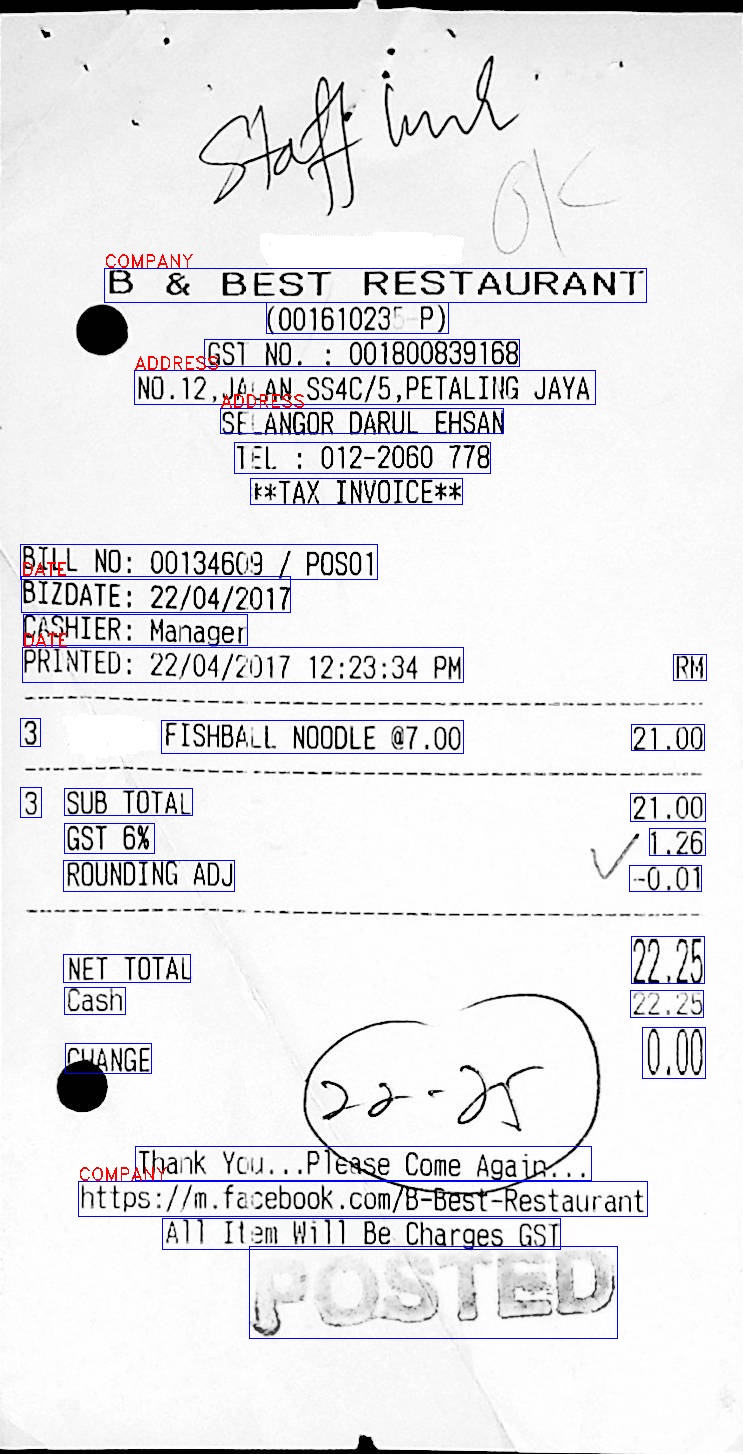 Staff
OK
COMPANY
B & BEST RESTAURANT
(001610235-P)
GST NO. : 001800839168
ADDRESS
NO.12,JALAN SS4C/5,PETALING JAYA
ADDRESS
SELANGOR DARUL EHSAN
TEL : 012-2060 778
**TAX INVOICE**
BILL NO: 00134609 / POS01
DATE
BIZDATE: 22/04/2017
CASHIER: Manager
DATE
PRINTED: 22/04/2017 12:23:34 PM RM
3 FISHBALL NOODLE @7.00 21.00
3 SUB TOTAL 21.00
GST 6% 1.26
ROUNDING ADJ -0.01
NET TOTAL 22.25
Cash 22.25
CHANGE 0.00
22-25
Thank You...Please Come Again...
COMPANY
https://m.facebook.com/B-Best-Restaurant
All Item Will Be Charges GST
POSTED